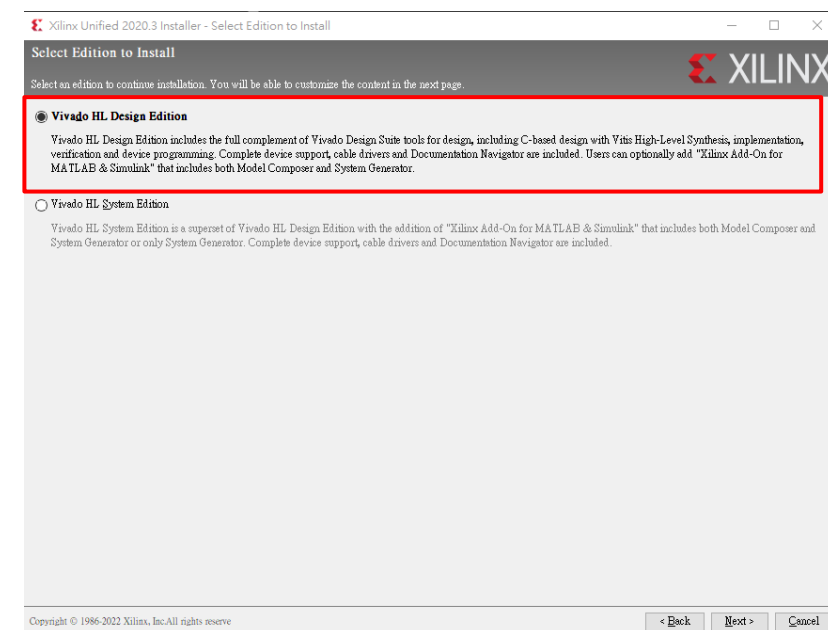 Xilinx Unified 2020.3 Installer - Select Edition to Install
Select Edition to Install
Select an edition to continue installation. You will be able to customize the content in the next page.
XILINX
Vivado HL Design Edition
Vivado HL Design Edition includes the full complement of Vivado Design Suite tools for design, including C-based design with Vitis High-Level Synthesis, implementation,
verification and device programming. Complete device support, cable drivers and Documentation Navigator are included. Users can optionally add "Xilinx Add-On for
MATLAB & Simulink" that includes both Model Composer and System Generator.
Vivado HL System Edition
Vivado HL System Edition is a superset of Vivado HL Design Edition with the addition of "Xilinx Add-On for MATLAB & Simulink" that includes both Model Composer and
System Generator or only System Generator. Complete device support, cable drivers and Documentation Navigator are included.
Copyright © 1986-2022 Xilinx, Inc.All rights reserve
< Back Next > Cancel